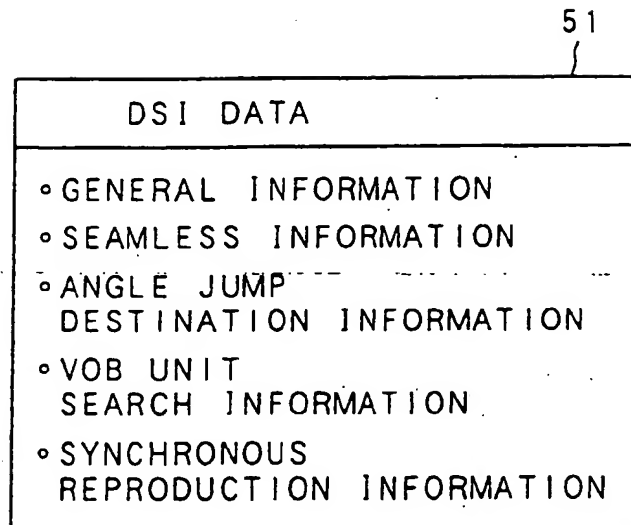 51
DSI DATA
∘GENERAL INFORMATION
∘SEAMLESS INFORMATION
∘ANGLE JUMP
DESTINATION INFORMATION
∘VOB UNIT
SEARCH INFORMATION
∘SYNCHRONOUS
REPRODUCTION INFORMATION